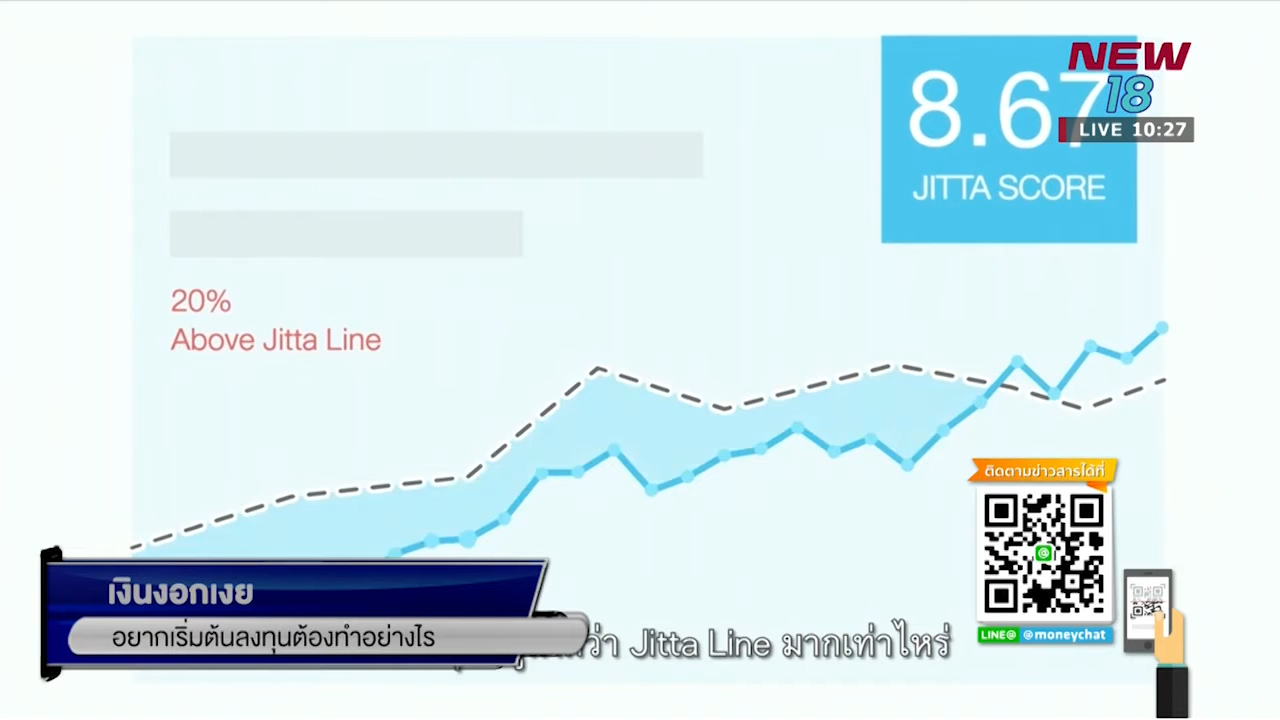 NEW
18
LIVE 10:27
8.67
JITTA SCORE
20%
Above Jitta Line
ติดตามข่าวสารได้ที่
LINE@ @moneychat
เงินงอกเงย
อยากเริ่มต้นลงทุนต้องทำอย่างไร
ว่า Jitta Line มากเท่าไหร่